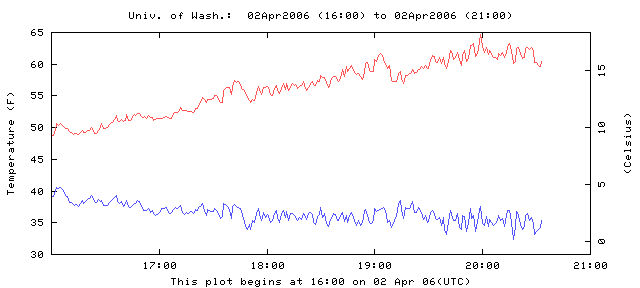 Univ. of Wash.:  02Apr2006 (16:00) to 02Apr2006 (21:00)
Temperature (F)
65
60
55
50
45
40
35
30
15
10
5
0
(Celsius)
17:00 18:00 19:00 20:00 21:00
This plot begins at 16:00 on 02 Apr 06(UTC)